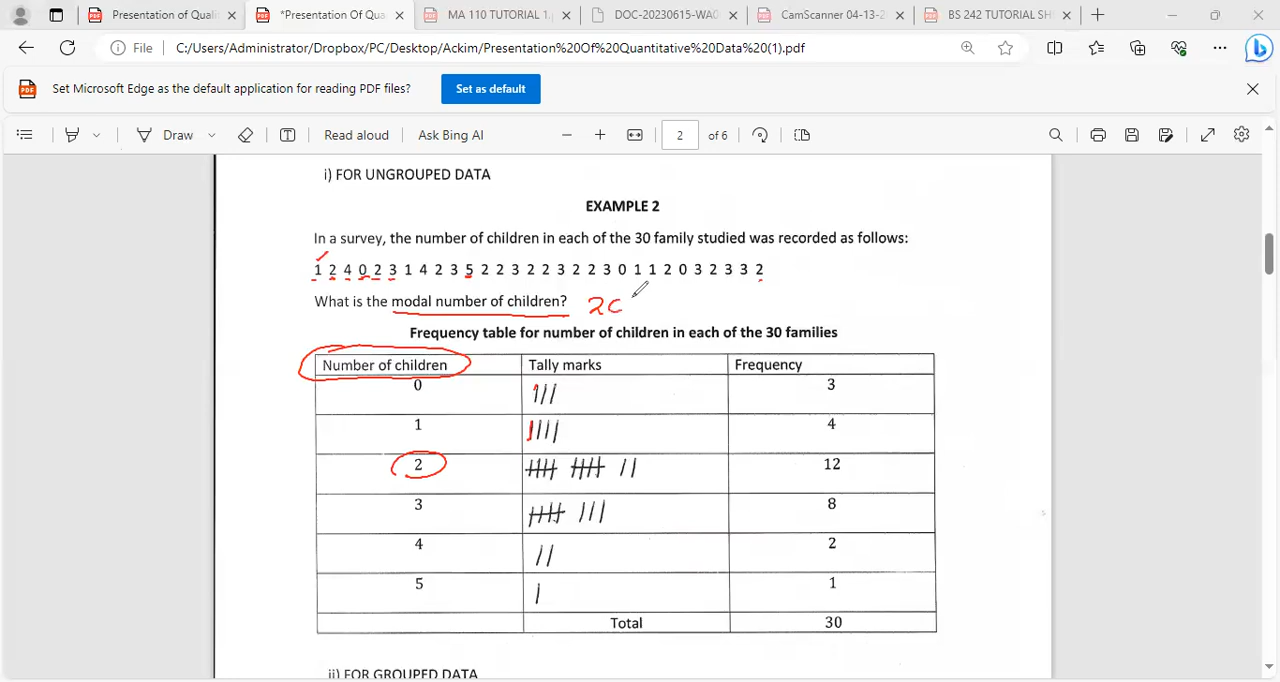 Presentation of Quali
*Presentation Of Qua
MA 110 TUTORIAL 1.p
DOC-20230615-WA0
CamScanner 04-13-2
BS 242 TUTORIAL SHE
File C:/Users/Administrator/Dropbox/PC/Desktop/Ackim/Presentation%20Of%20Quantitative%20Data%20(1).pdf
Set Microsoft Edge as the default application for reading PDF files? Set as default
Draw Read aloud Ask Bing AI 2 of 6
i) FOR UNGROUPED DATA
EXAMPLE 2
In a survey, the number of children in each of the 30 family studied was recorded as follows:
1 2 4 0 2 3 1 4 2 3 5 2 2 3 2 2 3 2 2 3 0 1 1 2 0 3 2 3 3 2
What is the modal number of children? 2c
Frequency table for number of children in each of the 30 families
Number of children Tally marks Frequency
0 3
1 4
2 12
3 8
4 2
5 1
Total 30
ii) FOR GROUPED DATA